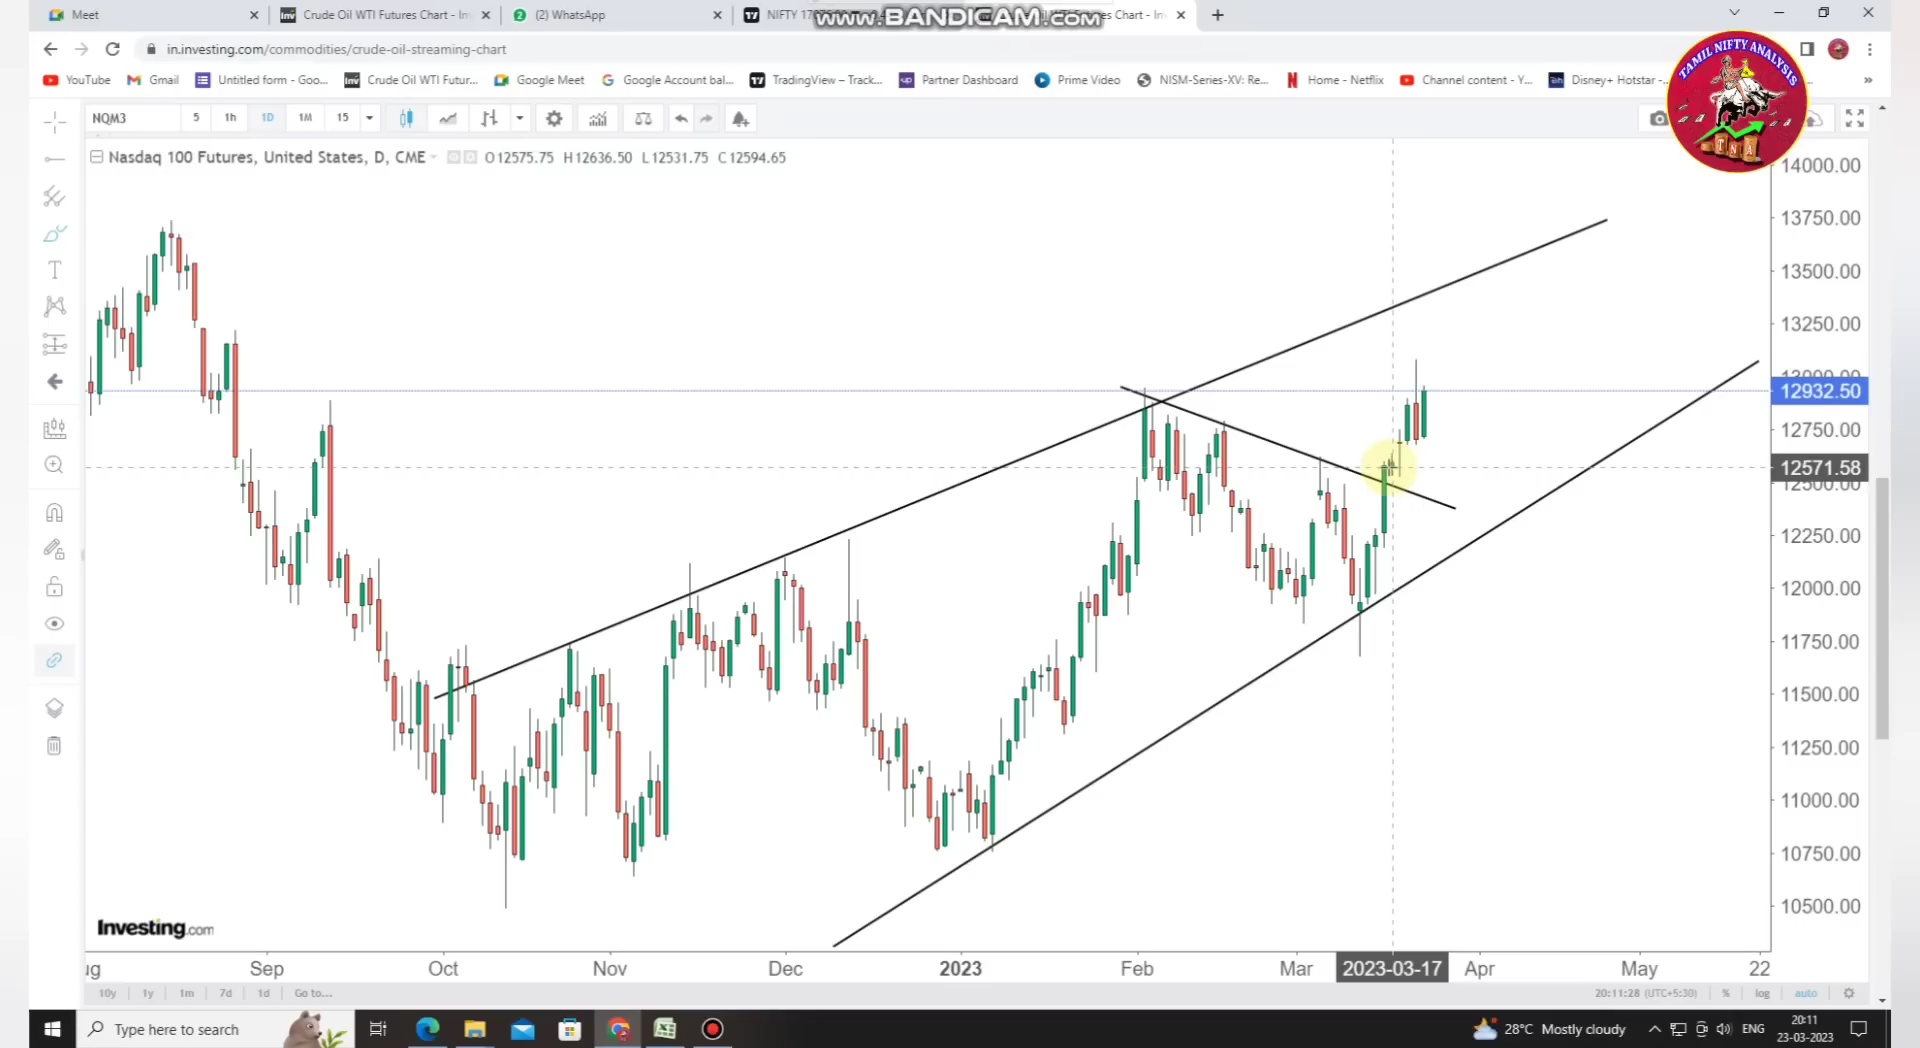 Meet
Crude Oil WTI Futures Chart - In
(2) WhatsApp
NIFTY
www.BANDICAM.com
Futures Chart - In
in.investing.com/commodities/crude-oil-streaming-chart
YouTube
Gmail
Untitled form - Goo...
Crude Oil WTI Futur...
Google Meet
Google Account bal...
TradingView – Track...
Partner Dashboard
Prime Video
NISM-Series-XV: Re...
Home - Netflix
Channel content - Y...
Disney+ Hotstar -
TAMIL NIFTY ANALYSIS
TNA
NQM3 5 1h 1D 1M 15
Nasdaq 100 Futures, United States, D, CME O12575.75 H12636.50 L12531.75 C12594.65
14000.00
13750.00
13500.00
13250.00
12932.50
12750.00
12571.58
12500.00
12250.00
12000.00
11750.00
11500.00
11250.00
11000.00
10750.00
10500.00
Investing.com
ug Sep Oct Nov Dec 2023 Feb Mar 2023-03-17 Apr May 22
10y 1y 1m 7d 1d Go to...
20:11:28 (UTC+5:30) % log auto
Type here to search
28°C Mostly cloudy
ENG
20:11
23-03-2023